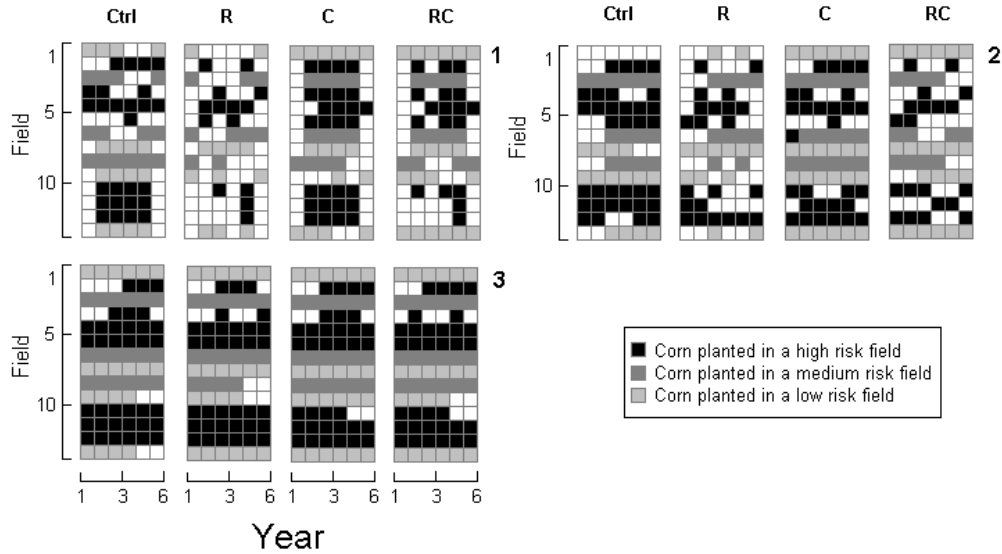 Ctrl R C RC
Ctrl R C RC
1
2
Field
1
5
10
Field
1
5
10
3
Field
1
5
10
Corn planted in a high risk field
Corn planted in a medium risk field
Corn planted in a low risk field
1 3 6 1 3 6 1 3 6 1 3 6
Year